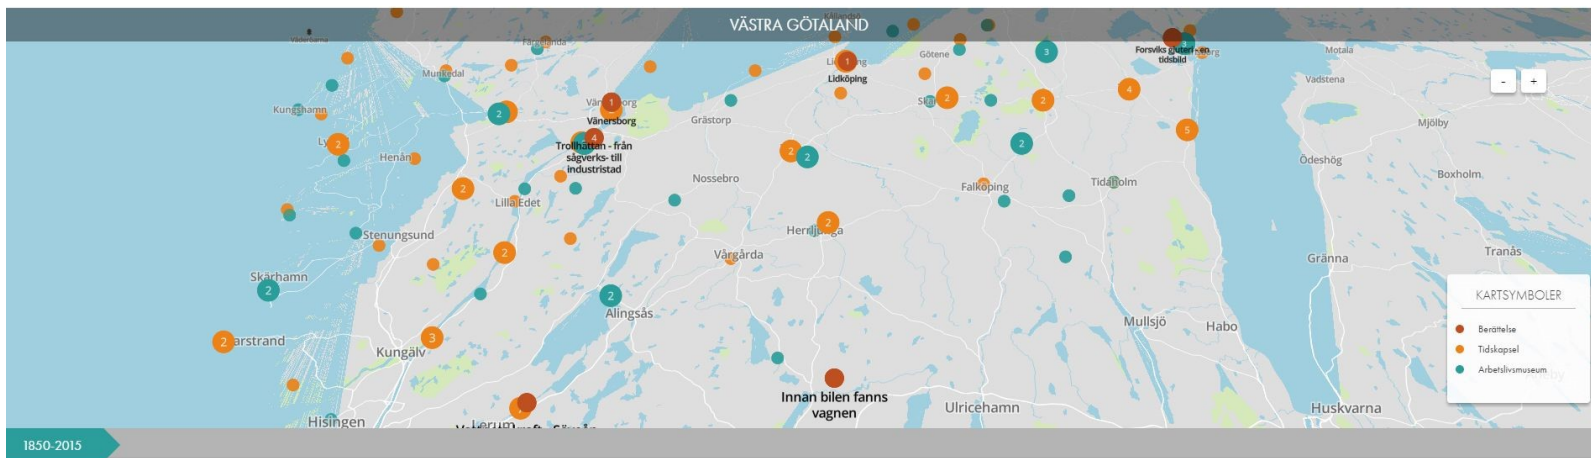 VÄSTRA GÖTALAND
Götene
Motala
Forsviks gjuteri - en
tidsbild
Munkedal
Lidköping
Vadstena
- +
Kungshamn
Vänersborg
Grästorp
Mjölby
Trollhättan - från
sågverks- till
industristad
Henån
Ödeshög
Boxholm
Nossebro
Falköping
Tidaholm
Lilla Edet
Herrljunga
Stenungsund
Vårgårda
Gränna
Tranås
Skärhamn
Alingsås
Mullsjö
Habo
arstrand
Kungälv
KARTSYMBOLER
Berättelse
Tidskapsel
Arbetslivsmuseum
Innan bilen fanns
vagnen
Ulricehamn
Huskvarna
Hisingen
Lerum
1850-2015